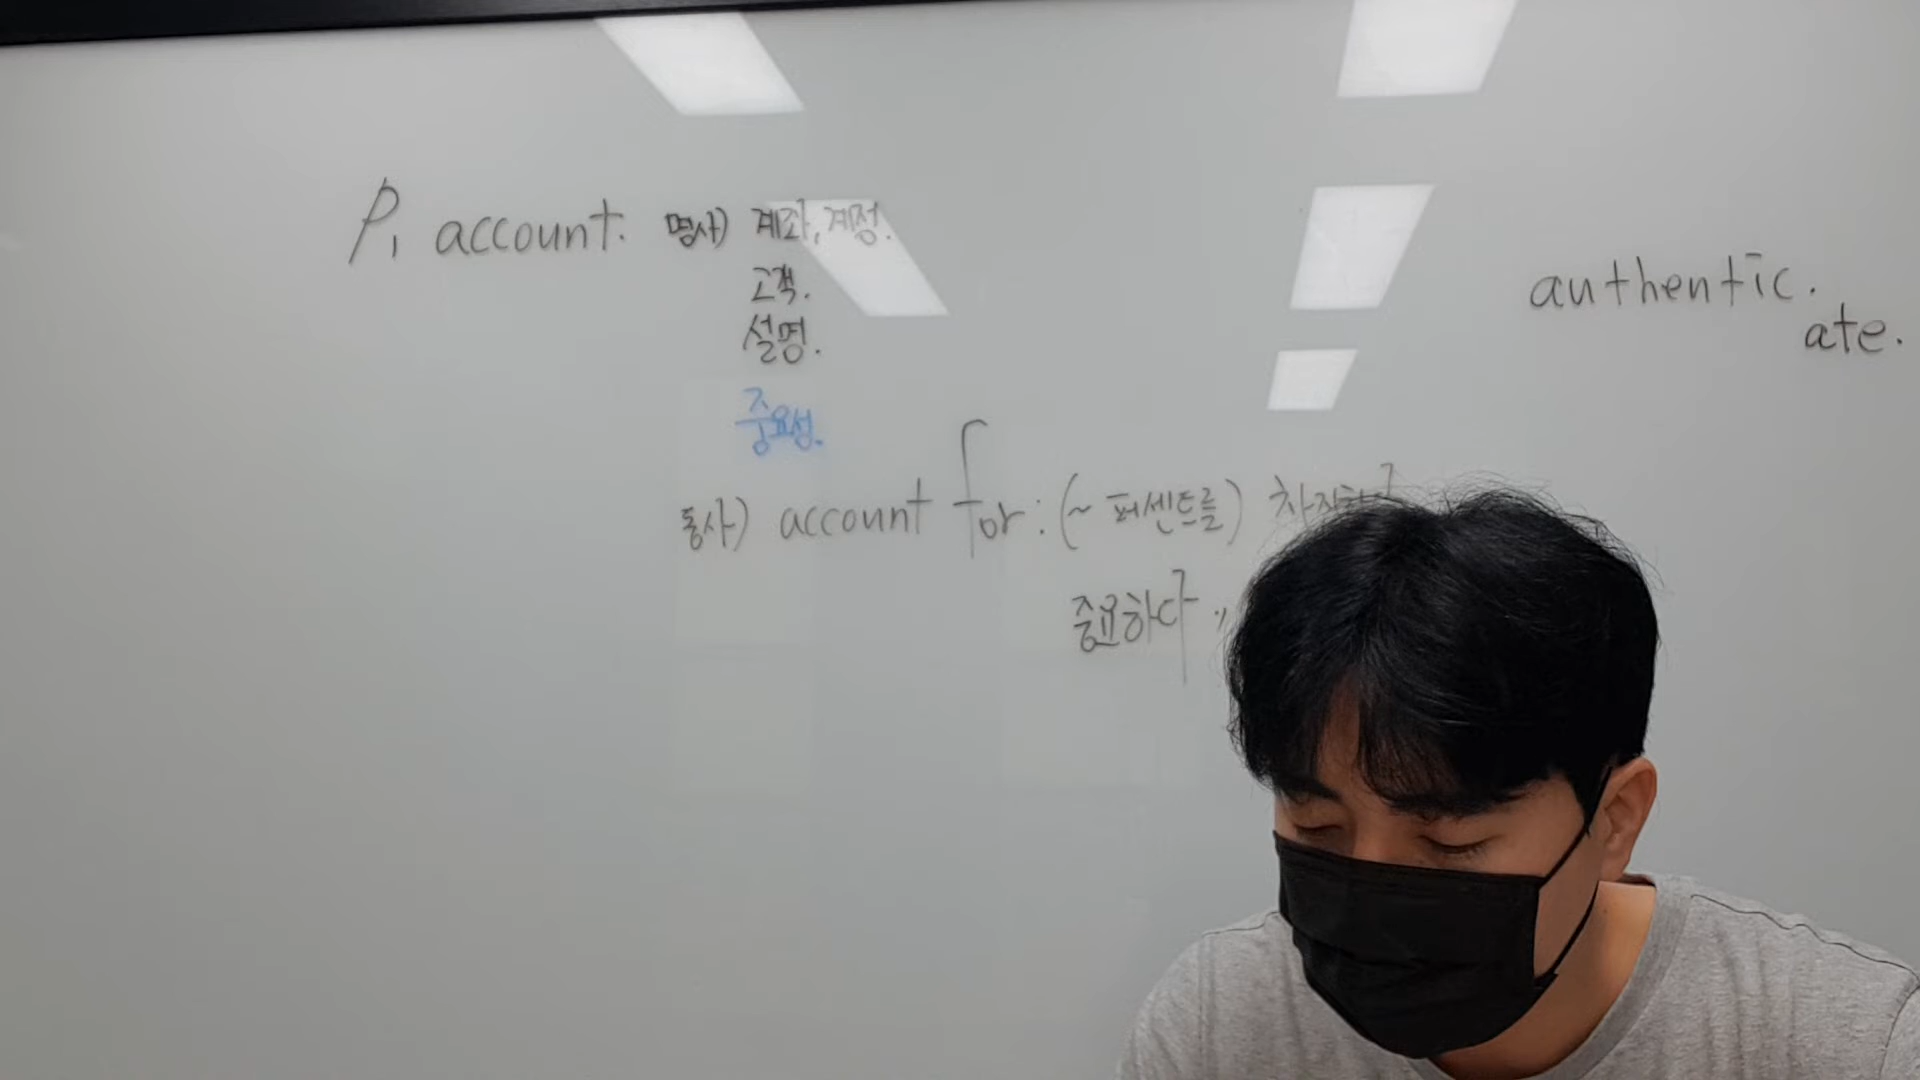 P, account. 명사) 계좌, 계정.
고객.
설명.
중요성.
동사) account for : (~ 퍼센트를) 차지하다
중요하다 "
authentic.
ate.